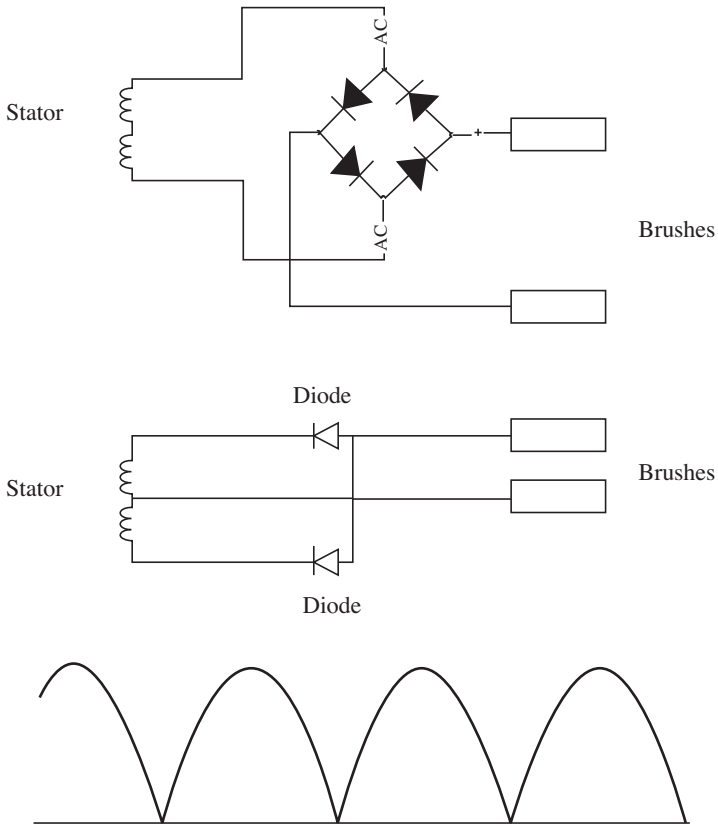 AC
Stator
+
Brushes
AC
Diode
Stator
Brushes
Diode